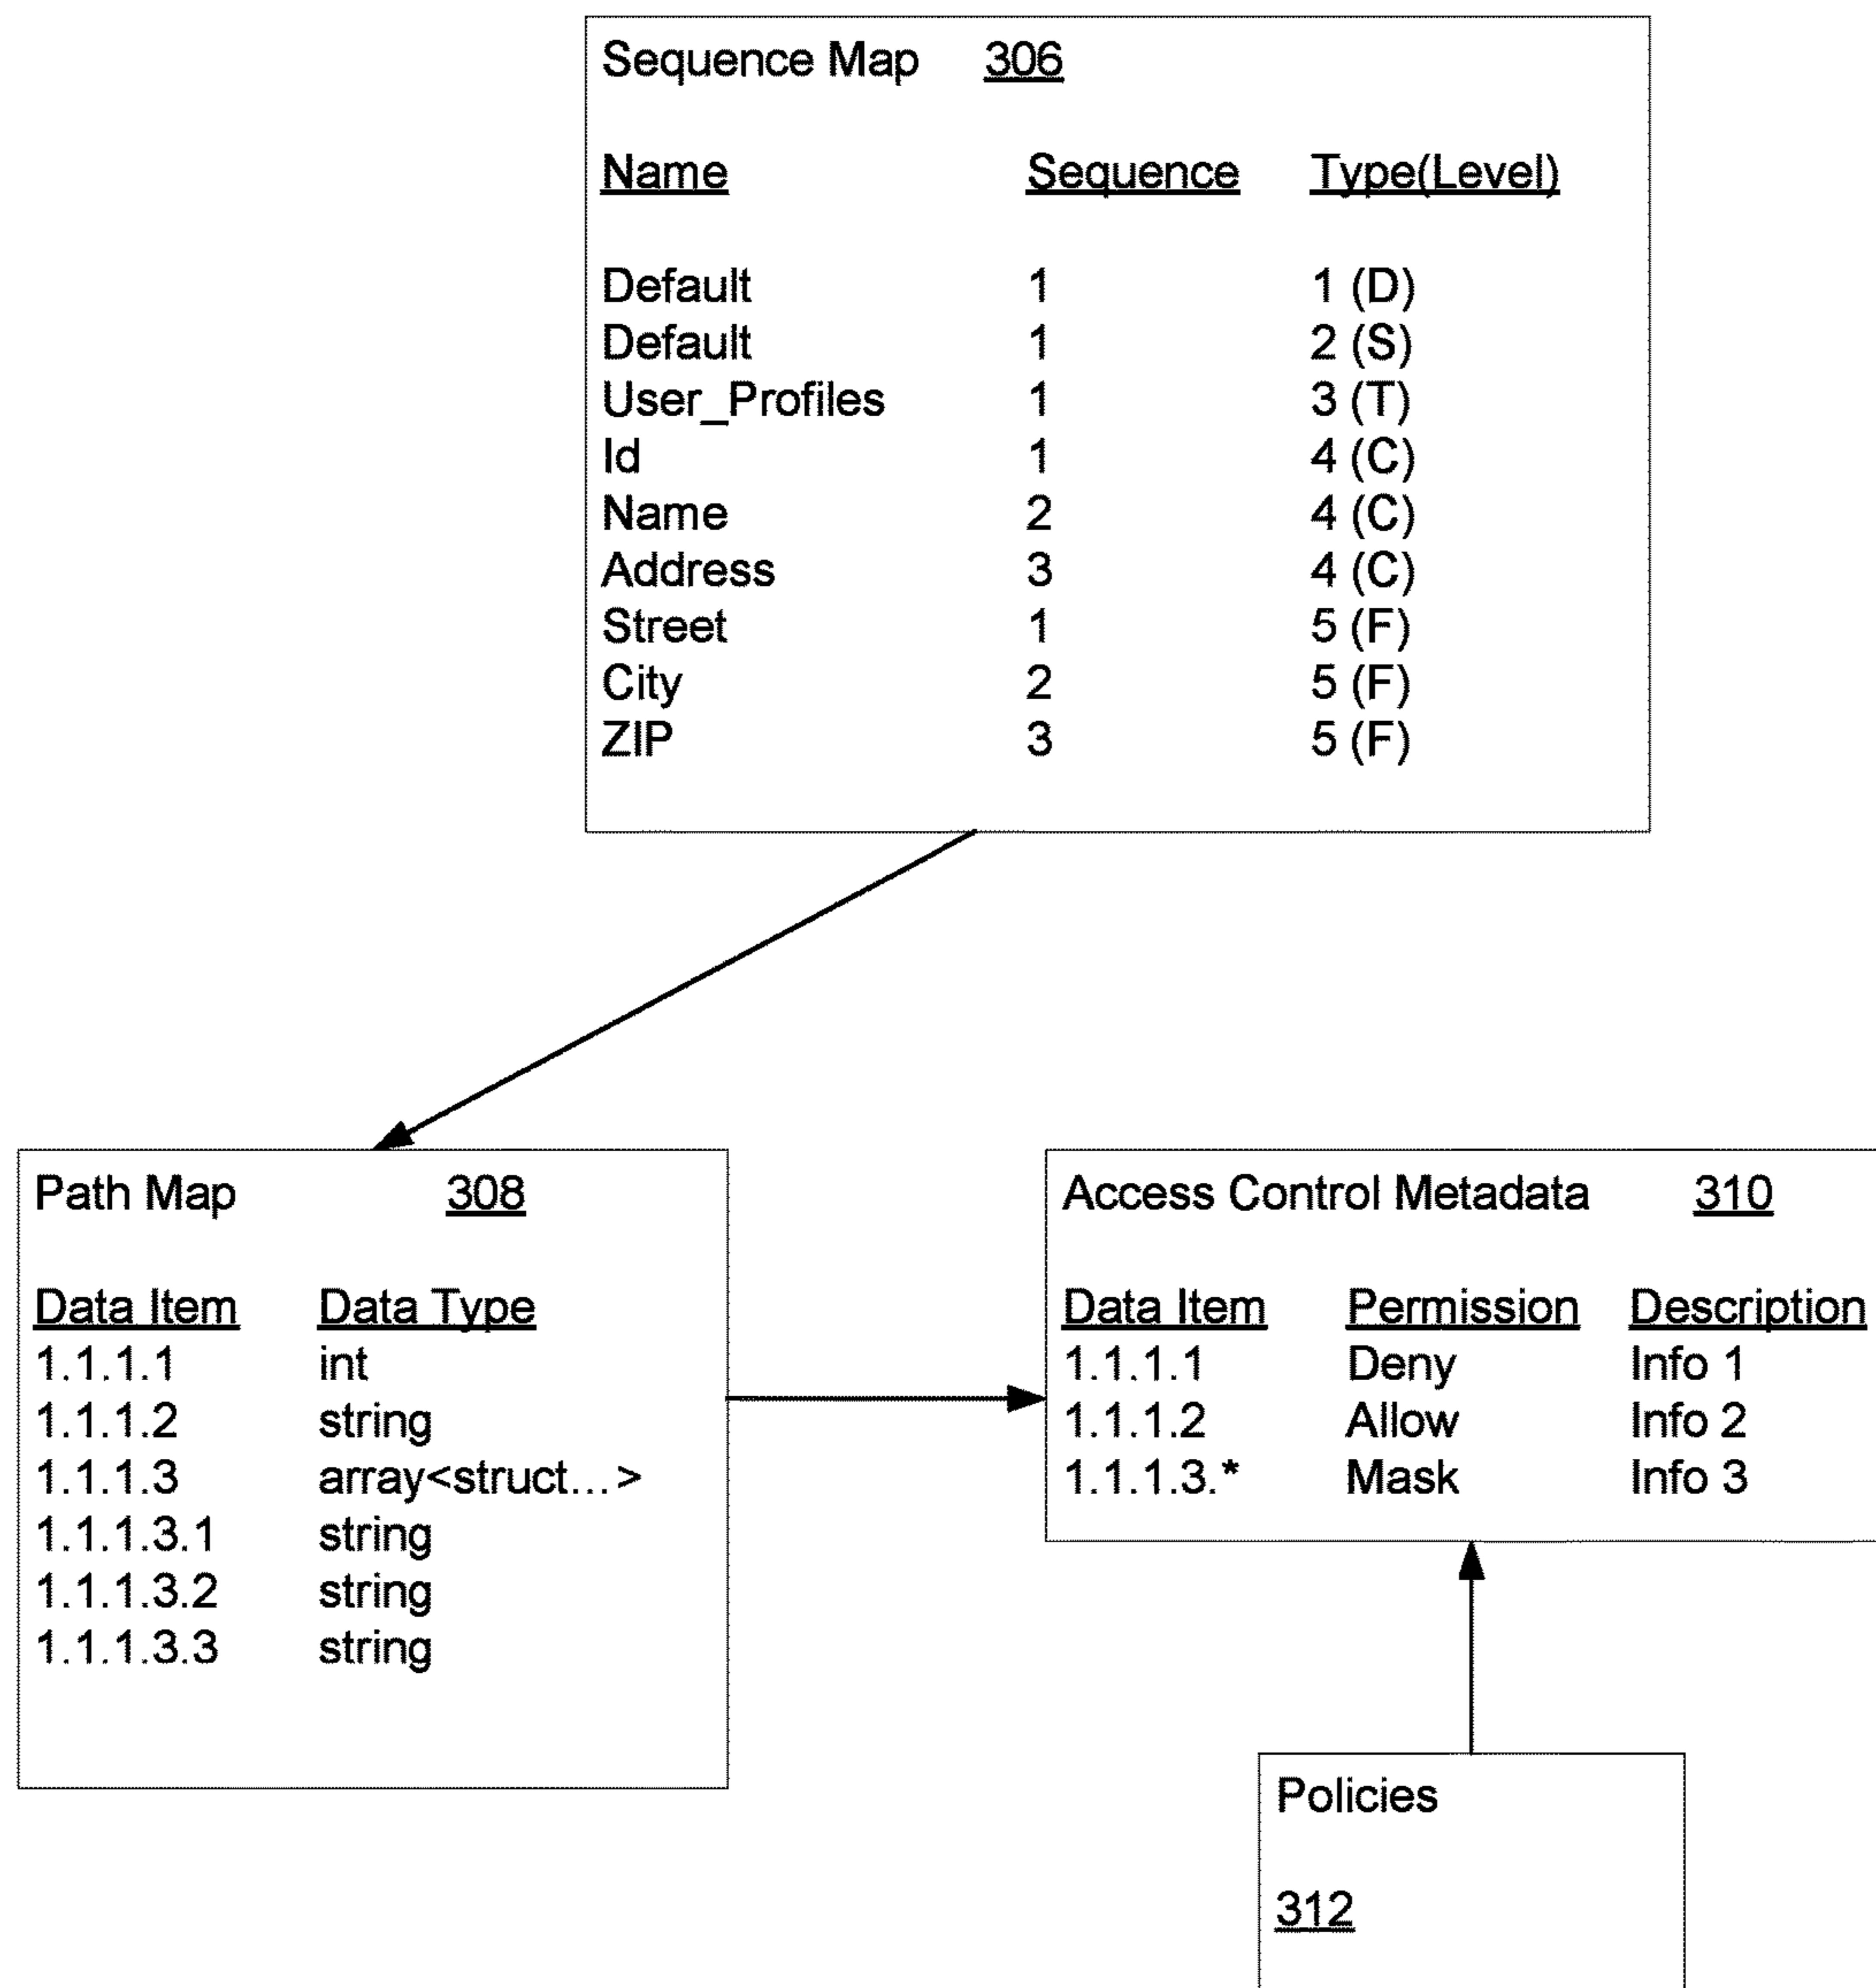 Sequence Map 306
Name Sequence Type(Level)
Default 1 1 (D)
Default 1 2 (S)
User_Profiles 1 3 (T)
Id 1 4 (C)
Name 2 4 (C)
Address 3 4 (C)
Street 1 5 (F)
City 2 5 (F)
ZIP 3 5 (F)
Path Map 308
Data Item Data Type
1.1.1.1 int
1.1.1.2 string
1.1.1.3 array<struct...>
1.1.1.3.1 string
1.1.1.3.2 string
1.1.1.3.3 string
Access Control Metadata 310
Data Item Permission Description
1.1.1.1 Deny Info 1
1.1.1.2 Allow Info 2
1.1.1.3.* Mask Info 3
Policies
312